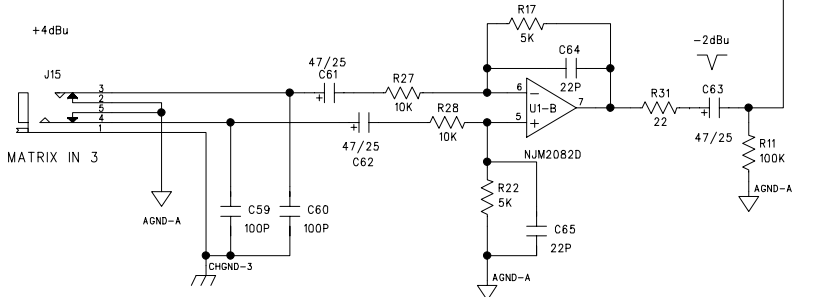 +4dBu
R17
5K
-2dBu
47/25
C61
C64
22P
J15
3
2
5
4
1
R27
10K
6
U1-B
7
5
R31
22
C63
47/25
R28
10K
47/25
C62
NJM2082D
R11
100K
MATRIX IN 3
AGND-A
AGND-A
R22
5K
C59
100P
C60
100P
C65
22P
CHGND-3
AGND-A